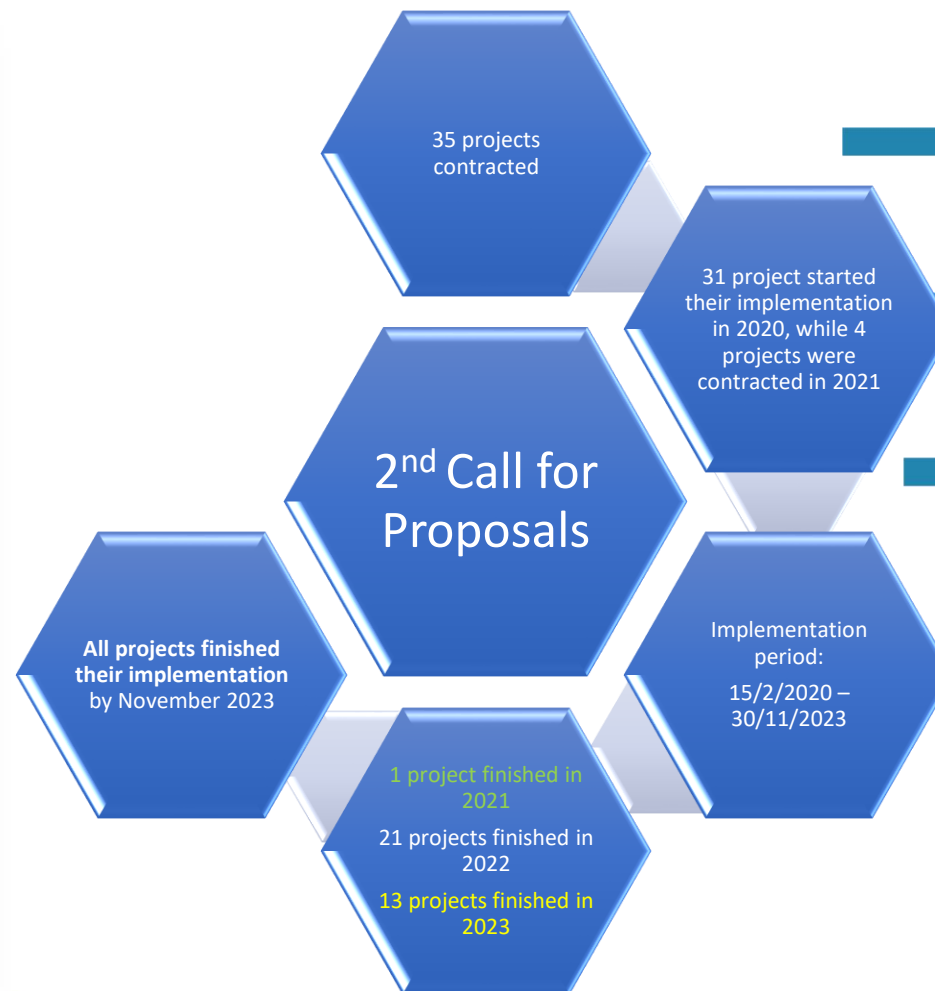 35 projects
contracted
31 project started
their implementation
in 2020, while 4
projects were
contracted in 2021
2nd Call for
Proposals
Implementation
period:
15/2/2020 –
30/11/2023
All projects finished
their implementation
by November 2023
1 project finished in
2021
21 projects finished in
2022
13 projects finished in
2023